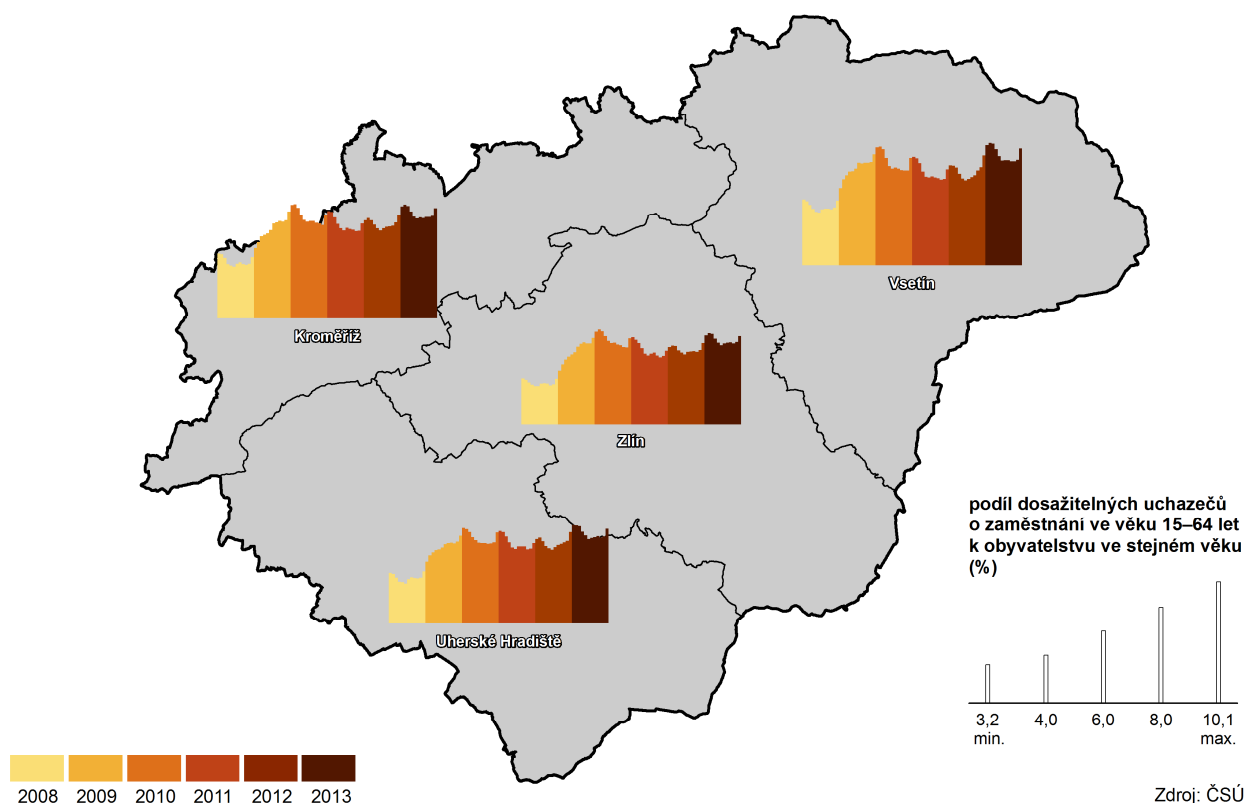 Vsetín
Kroměříž
Zlín
Uherské Hradiště
podíl dosažitelných uchazečů
o zaměstnání ve věku 15–64 let
k obyvatelstvu ve stejném věku
(%)
3,2 4,0 6,0 8,0 10,1
min. max.
2008 2009 2010 2011 2012 2013
Zdroj: ČSÚ